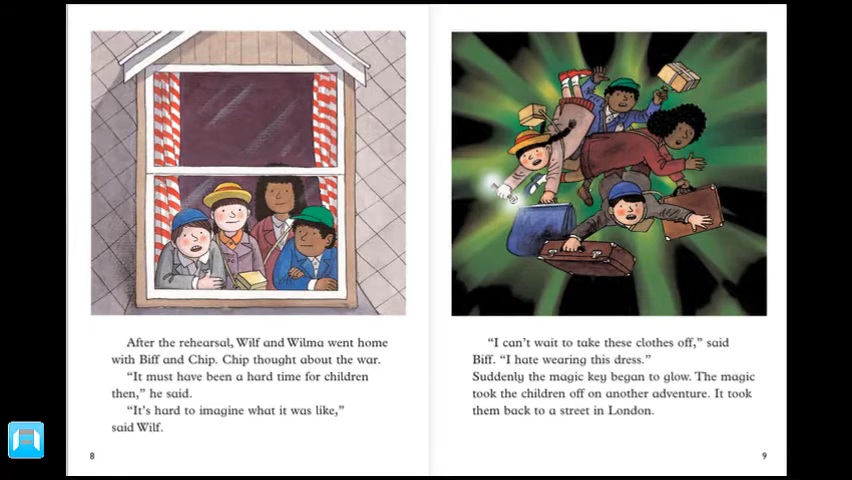 After the rehearsal, Wilf and Wilma went home
with Biff and Chip. Chip thought about the war.
"It must have been a hard time for children
then," he said.
"It's hard to imagine what it was like,"
said Wilf.
8
"I can't wait to take these clothes off," said
Biff. "I hate wearing this dress."
Suddenly the magic key began to glow. The magic
took the children off on another adventure. It took
them back to a street in London.
9